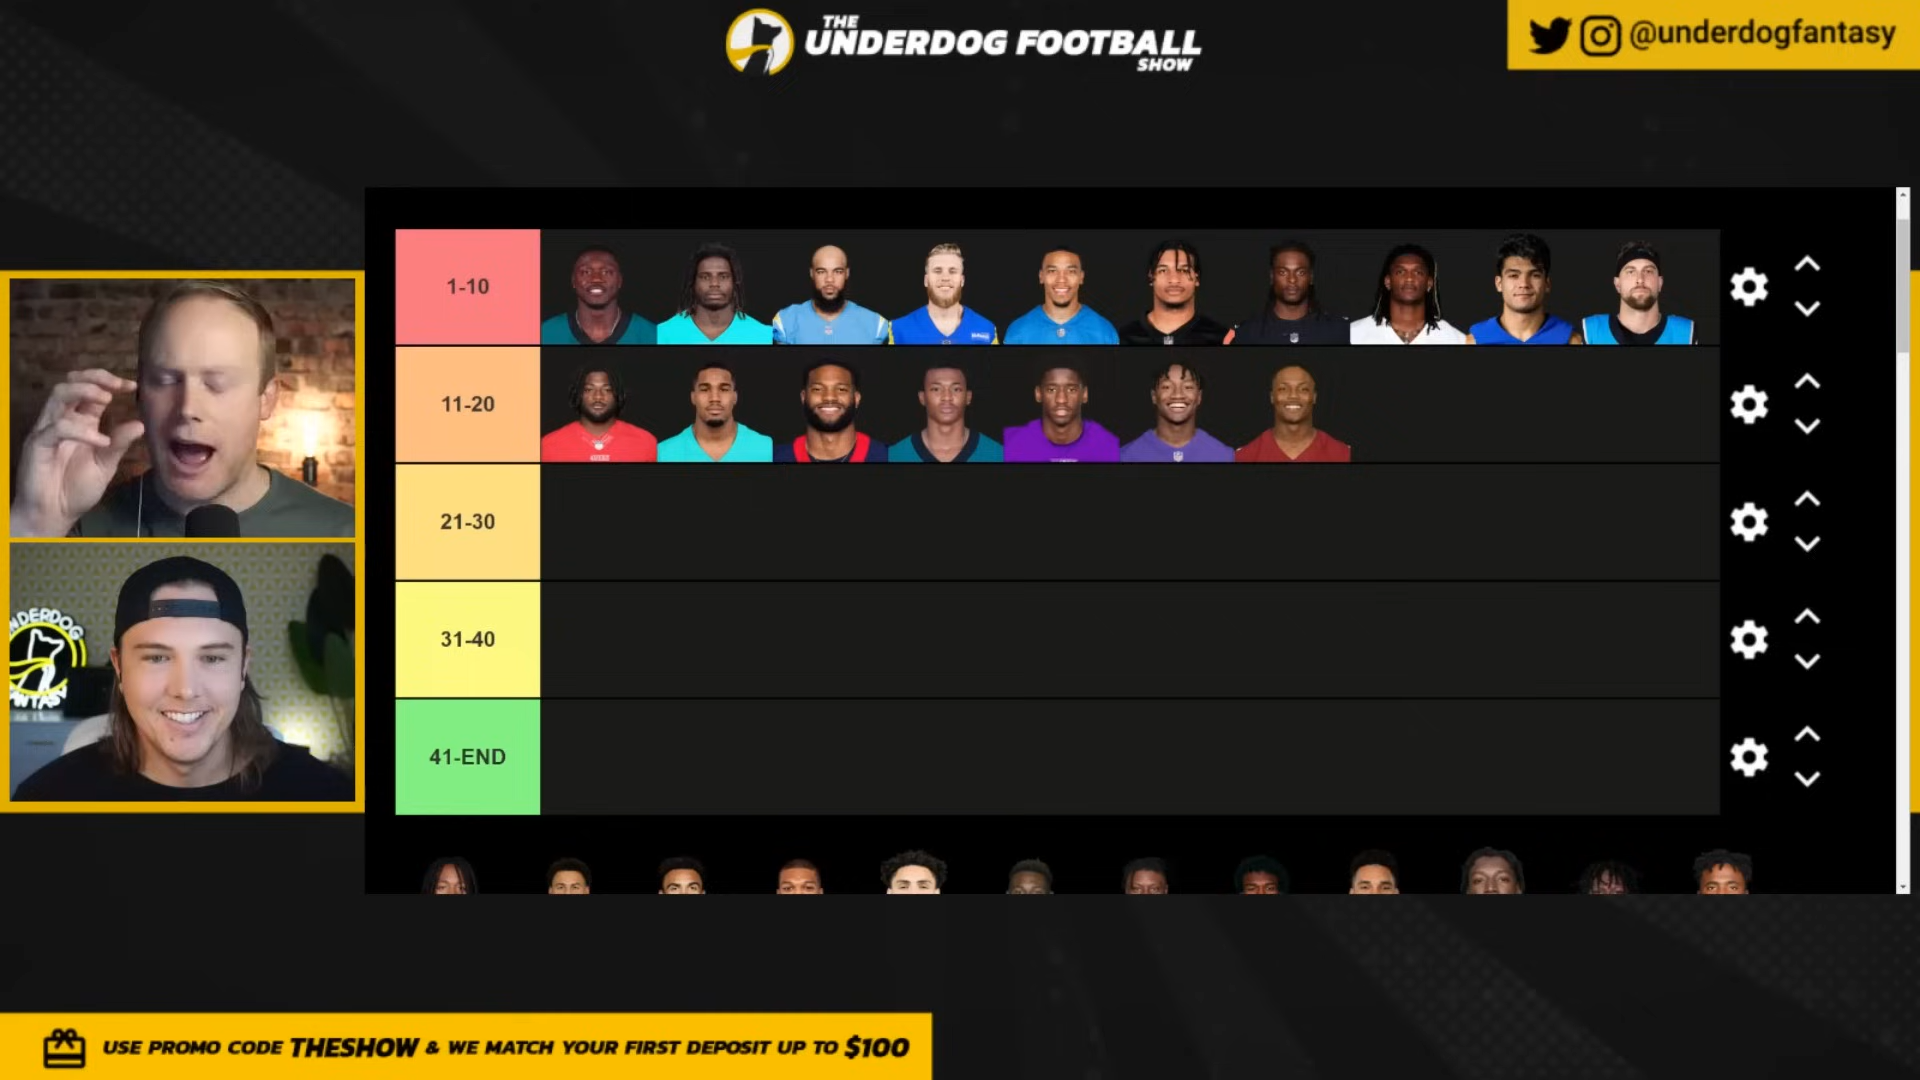 THE
UNDERDOG FOOTBALL
SHOW
@underdogfantasy
1-10
11-20
21-30
31-40
41-END
USE PROMO CODE THESHOW & WE MATCH YOUR FIRST DEPOSIT UP TO $100